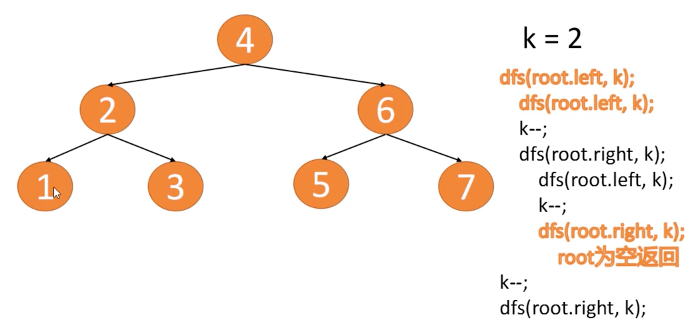 4
k = 2
2
6
1
3
5
7
dfs(root.left, k);
dfs(root.left, k);
k--;
dfs(root.right, k);
dfs(root.left, k);
k--;
dfs(root.right, k);
root为空返回
k--;
dfs(root.right, k);